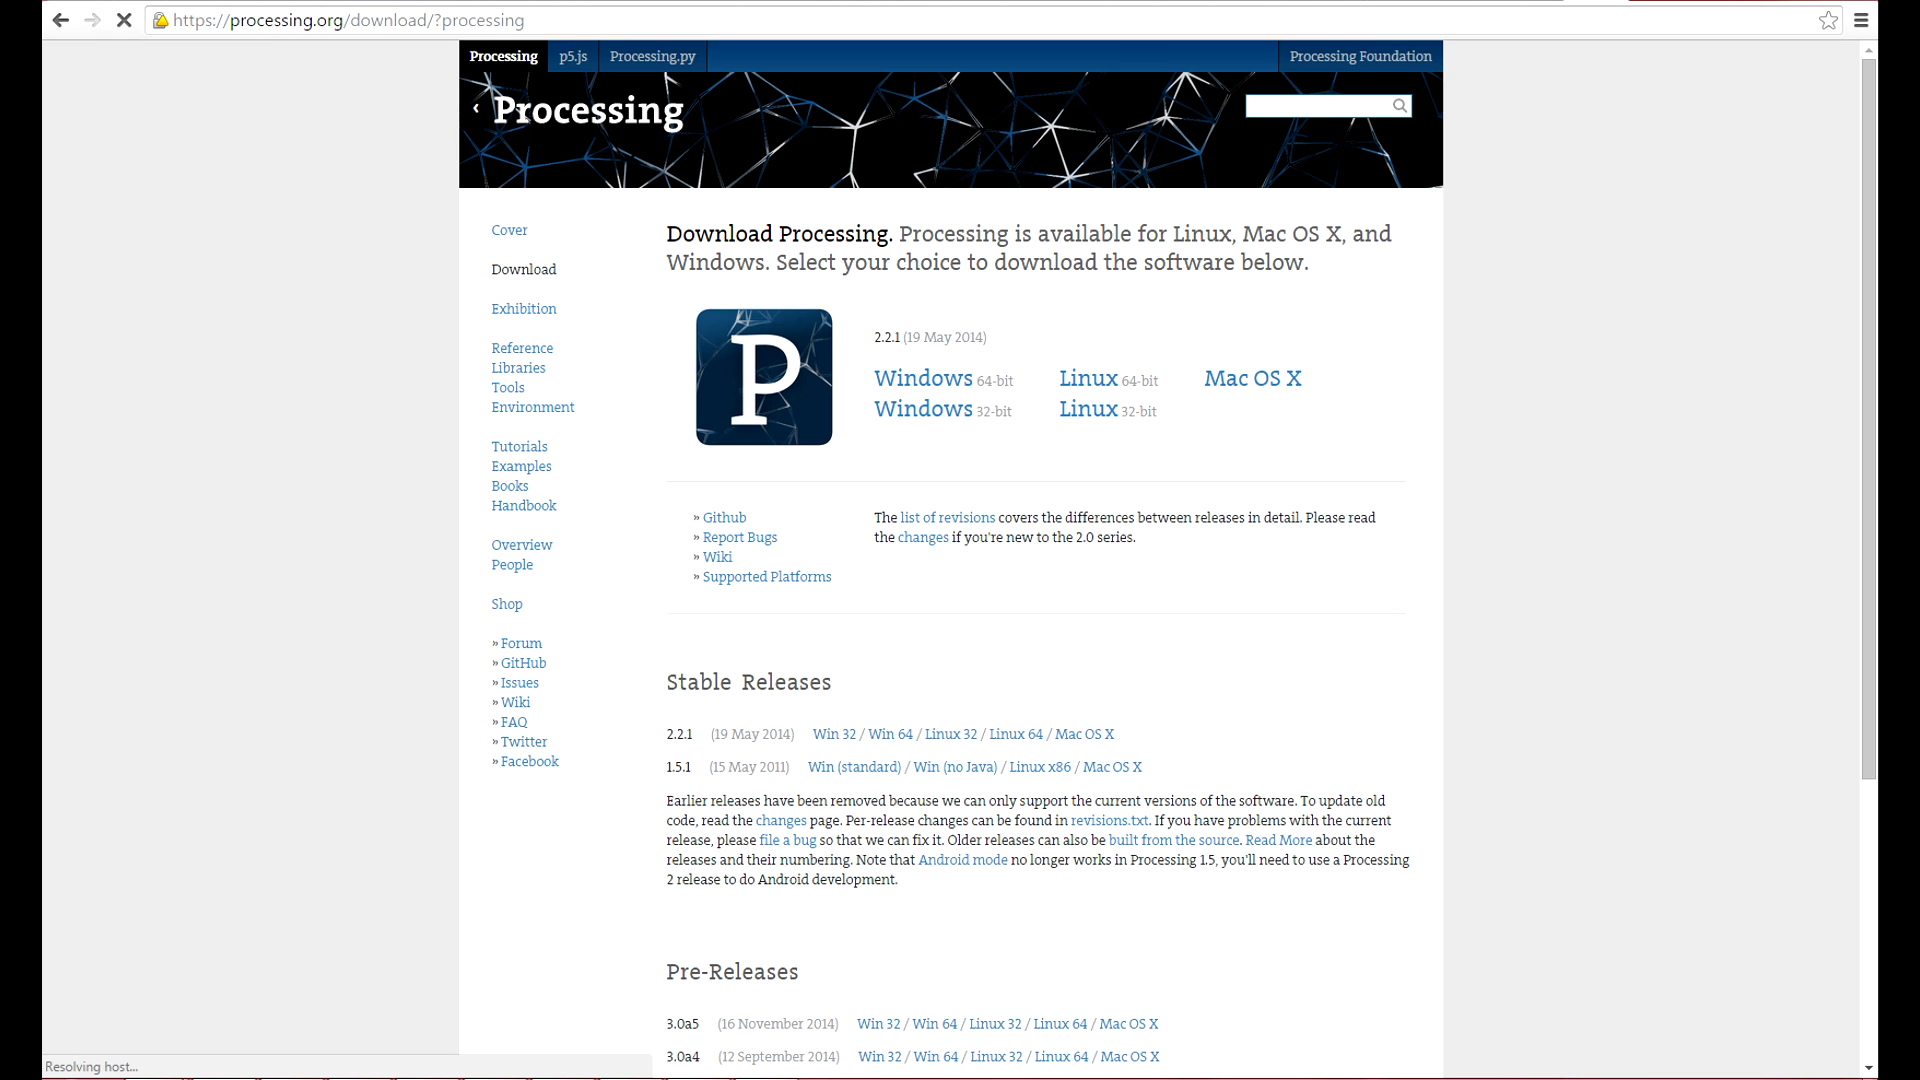 https://processing.org/download/?processing
Processing p5.js Processing.py Processing Foundation
‹ Processing
Cover
Download
Exhibition
Reference
Libraries
Tools
Environment
Tutorials
Examples
Books
Handbook
Overview
People
Shop
» Forum
» GitHub
» Issues
» Wiki
» FAQ
» Twitter
» Facebook
Download Processing. Processing is available for Linux, Mac OS X, and
Windows. Select your choice to download the software below.
P
2.2.1 (19 May 2014)
Windows 64-bit Linux 64-bit Mac OS X
Windows 32-bit Linux 32-bit
» Github
» Report Bugs
» Wiki
» Supported Platforms
The list of revisions covers the differences between releases in detail. Please read
the changes if you're new to the 2.0 series.
Stable Releases
2.2.1 (19 May 2014) Win 32 / Win 64 / Linux 32 / Linux 64 / Mac OS X
1.5.1 (15 May 2011) Win (standard) / Win (no Java) / Linux x86 / Mac OS X
Earlier releases have been removed because we can only support the current versions of the software. To update old
code, read the changes page. Per-release changes can be found in revisions.txt. If you have problems with the current
release, please file a bug so that we can fix it. Older releases can also be built from the source. Read More about the
releases and their numbering. Note that Android mode no longer works in Processing 1.5, you'll need to use a Processing
2 release to do Android development.
Pre-Releases
3.0a5 (16 November 2014) Win 32 / Win 64 / Linux 32 / Linux 64 / Mac OS X
3.0a4 (12 September 2014) Win 32 / Win 64 / Linux 32 / Linux 64 / Mac OS X
Resolving host...